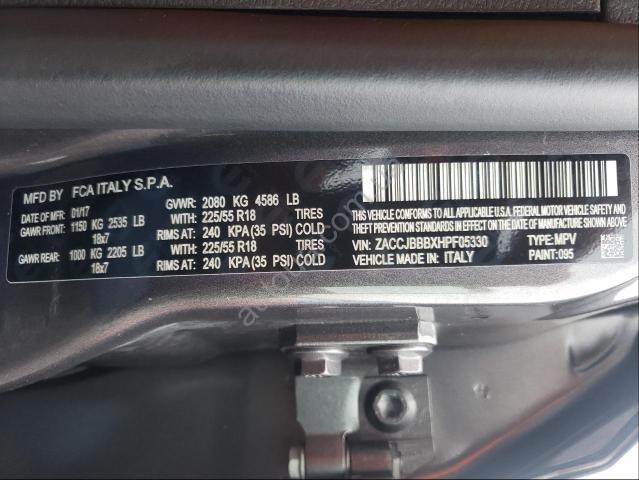 MFD BY FCA ITALY S.P.A.
DATE OF MFR: 01/17 GVWR: 2080 KG 4586 LB
GAWR FRONT: 1150 KG 2535 LB WITH: 225/55 R18 TIRES
18x7 RIMS AT: 240 KPA (35 PSI) COLD
GAWR REAR: 1000 KG 2205 LB WITH: 225/55 R18 TIRES
18x7 RIMS AT: 240 KPA (35 PSI) COLD
THIS VEHICLE CONFORMS TO ALL APPLICABLE U.S.A. FEDERAL MOTOR VEHICLE SAFETY
AND THEFT PREVENTION STANDARDS IN EFFECT ON THE DATE OF MFR SHOWN ABOVE.
VIN: ZACCJBBBXHPF05330 TYPE: MPV
VEHICLE MADE IN: ITALY PAINT: 095